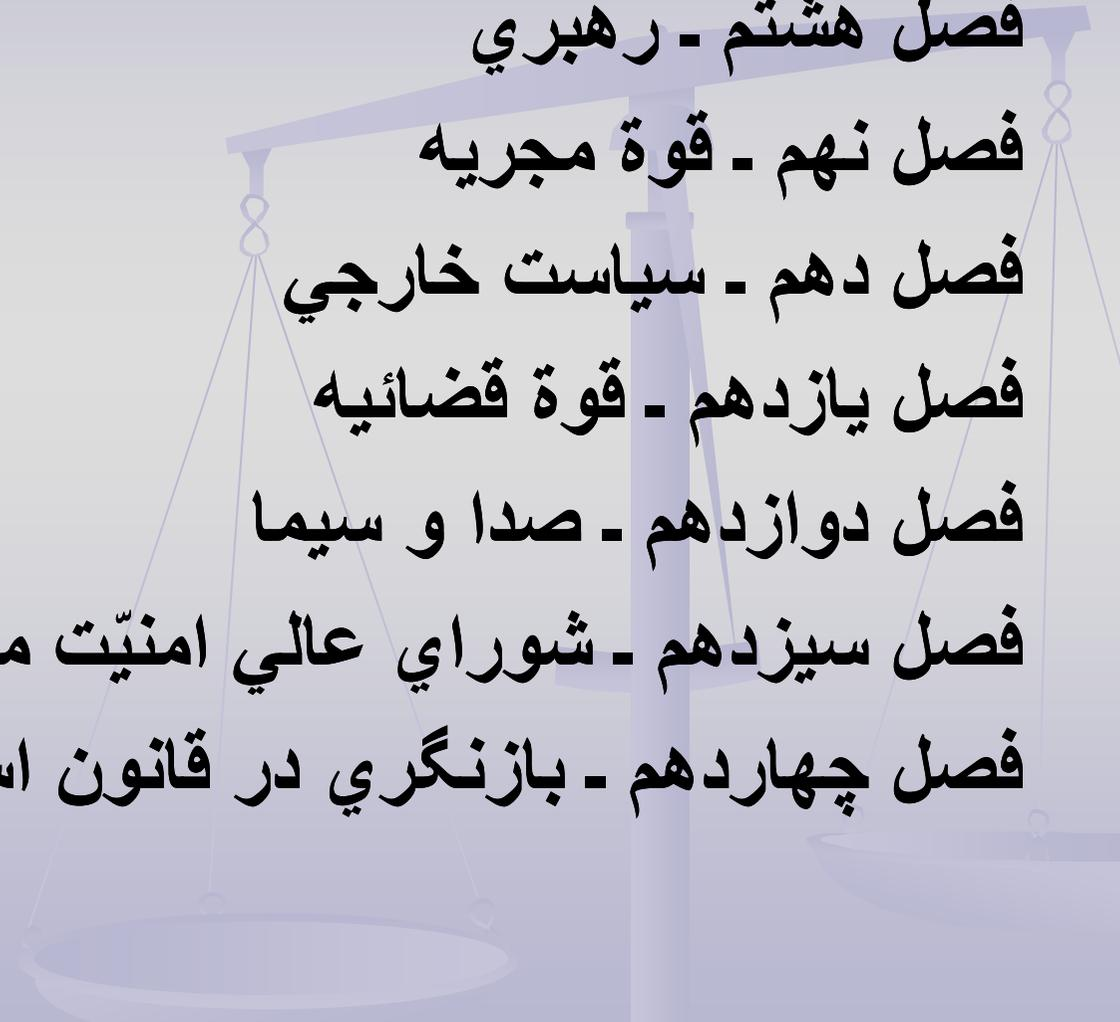 فصل هشتم ـ رهبري
فصل نهم ـ قوة مجريه
فصل دهم ـ سياست خارجي
فصل يازدهم ـ قوة قضائيه
فصل دوازدهم ـ صدا و سيما
فصل سيزدهم ـ شوراي عالي امنيّت
فصل چهاردهم ـ بازنگري در قانون